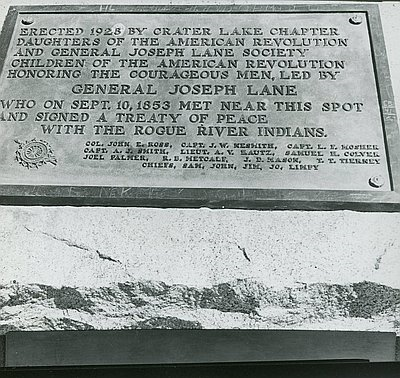 ERECTED 1928 BY CRATER LAKE CHAPTER
DAUGHTERS OF THE AMERICAN REVOLUTION
AND GENERAL JOSEPH LANE SOCIETY
CHILDREN OF THE AMERICAN REVOLUTION
HONORING THE COURAGEOUS MEN, LED BY
GENERAL JOSEPH LANE
WHO ON SEPT. 10, 1853 MET NEAR THIS SPOT
AND SIGNED A TREATY OF PEACE
WITH THE ROGUE RIVER INDIANS.
COL. JOHN E. ROSS, CAPT. J. W. NESMITH, CAPT. L. F. MOSHER
CAPT. A. J. SMITH, LIEUT. A. V. KAUTZ, SAMUEL H. CULVER
JOEL PALMER, R. B. METCALF, J. D. MASON, T. T. TIERNEY
CHIEFS, SAM, JOHN, JIM, JO, LIMPY